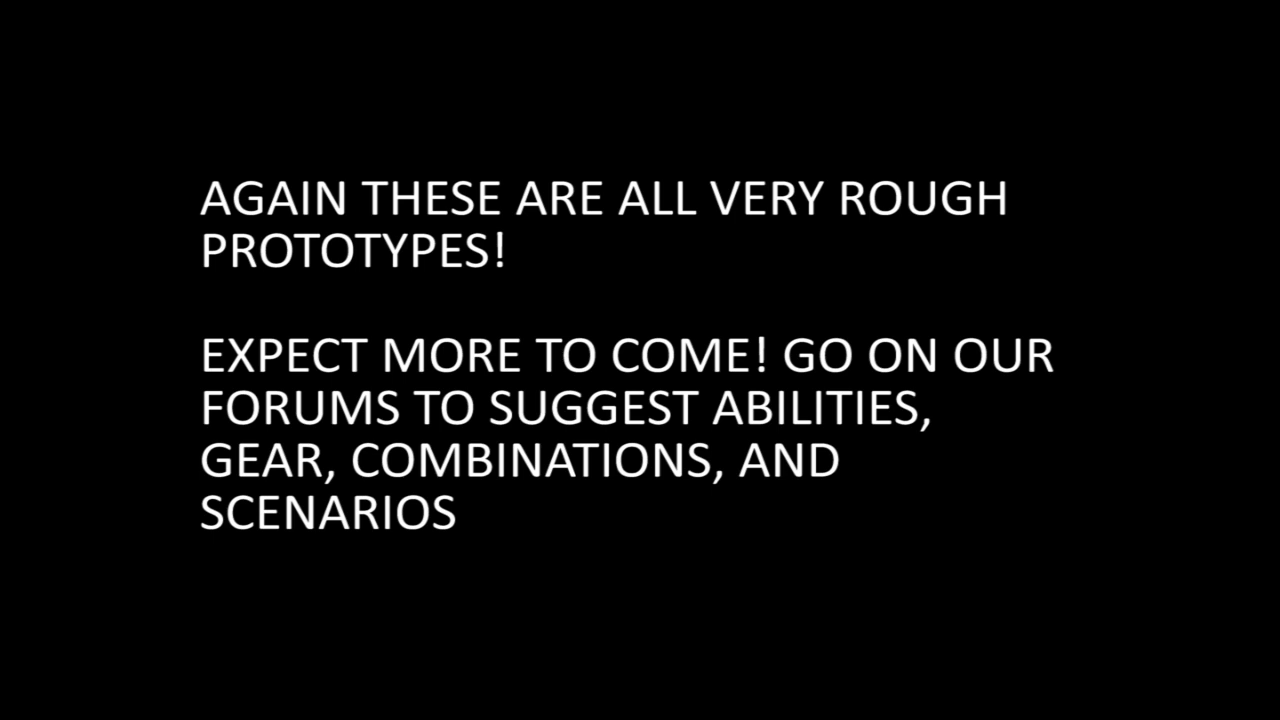 AGAIN THESE ARE ALL VERY ROUGH
PROTOTYPES!
EXPECT MORE TO COME! GO ON OUR
FORUMS TO SUGGEST ABILITIES,
GEAR, COMBINATIONS, AND
SCENARIOS